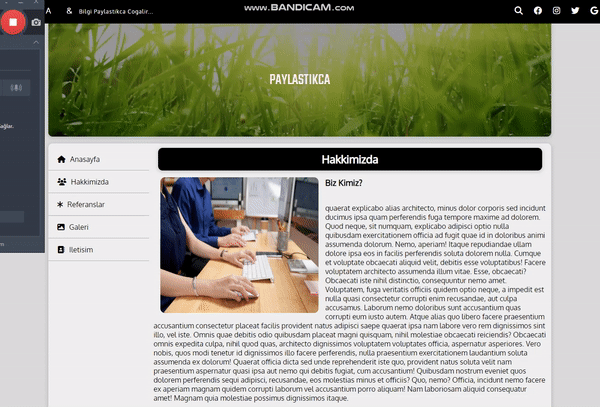 www.BANDICAM.com
A & Bilgi Paylastikca Cogalir...
PAYLASTIKCA
Anasayfa
Hakkimizda
Referanslar
Galeri
Iletisim
Hakkimizda
Biz Kimiz?
quaerat explicabo alias architecto, minus dolor corporis sed incidunt
ducimus ipsa quam perferendis fuga tempore maxime ad dolorem.
Quod neque, sit numquam, explicabo adipisci optio nulla
quibusdam exercitationem officia ad fugit quae id in doloribus animi
assumenda dolorum. Nemo, aperiam! Itaque repudiandae ullam
dolore ipsa eos in facilis perferendis soluta dolorem nulla. Cumque
et voluptate obcaecati aliquid velit, debitis esse voluptatibus! Facere
voluptatem architecto assumenda illum vitae. Esse, obcaecati?
Obcaecati iste nihil distinctio, consequuntur nemo amet.
Voluptatem, fuga veritatis officiis quidem optio neque, a impedit est
nulla quasi consectetur corrupti enim recusandae, aut culpa
accusamus. Laborum nemo doloribus sunt accusantium quas
corrupti eum iusto autem. Atque alias quo libero facere praesentium
accusantium consectetur placeat facilis provident natus adipisci saepe quaerat ipsa nam labore vero rem dignissimos sint
illo, vel iste. Omnis quae debitis odio quibusdam placeat magni quisquam, nihil molestiae obcaecati reiciendis? Obcaecati
omnis expedita culpa, nihil quod quas, architecto dignissimos voluptatem voluptates officia, aspernatur asperiores. Vero
nobis, quos modi tenetur id dignissimos illo facere perferendis, nulla praesentium exercitationem laudantium soluta
assumenda ex dolorum! Quaerat officia dicta sed unde reprehenderit iste quo, provident natus soluta velit nam
praesentium aspernatur quasi ipsa aut nemo qui debitis fugiat, cum accusantium! Quibusdam nostrum eveniet quos
dolorem perferendis sequi adipisci, recusandae, eos molestias minus et officiis? Quo, nemo? Officia, incidunt nemo facere
ex aperiam magnam quidem corrupti laborum vel accusantium porro aliquam! Nam laboriosam aliquid consequatur
amet! Magnam quia molestiae possimus dignissimos itaque.